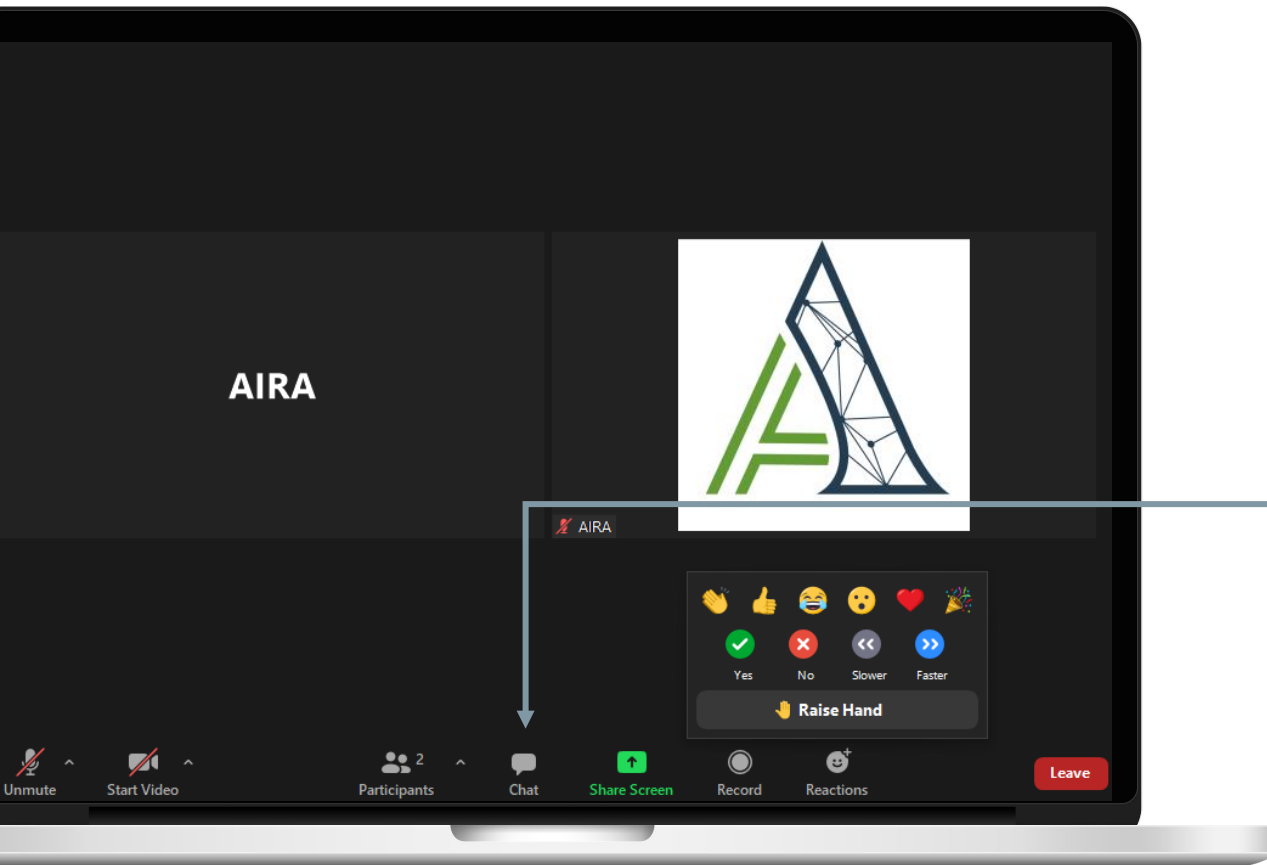 AIRA
AIRA
Yes No Slower Faster
Raise Hand
2
Unmute Start Video Participants Chat Share Screen Record Reactions Leave